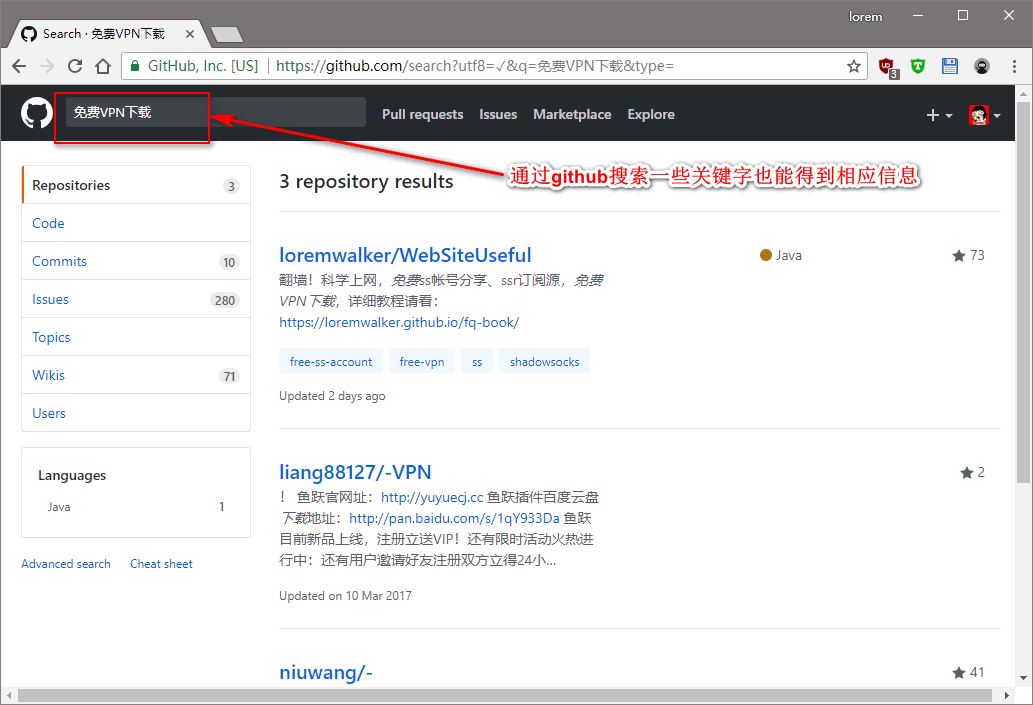 lorem
Search · 免费VPN下载
GitHub, Inc. [US] | https://github.com/search?utf8=✓&q=免费VPN下载&type=
3
免费VPN下载
Pull requests Issues Marketplace Explore
通过github搜索一些关键字也能得到相应信息
Repositories 3
Code
Commits 10
Issues 280
Topics
Wikis 71
Users
Languages
Java 1
Advanced search Cheat sheet
3 repository results
loremwalker/WebSiteUseful
Java
73
翻墙！科学上网，免费ss帐号分享、ssr订阅源，免费
VPN下载，详细教程请看：
https://loremwalker.github.io/fq-book/
free-ss-account free-vpn ss shadowsocks
Updated 2 days ago
liang88127/-VPN
2
！ 鱼跃官网址：http://yuyuecj.cc 鱼跃插件百度云盘
下载地址：http://pan.baidu.com/s/1qY933Da 鱼跃
目前新品上线，注册立送VIP！还有限时活动火热进
行中：还有用户邀请好友注册双方立得24小...
Updated on 10 Mar 2017
niuwang/-
41